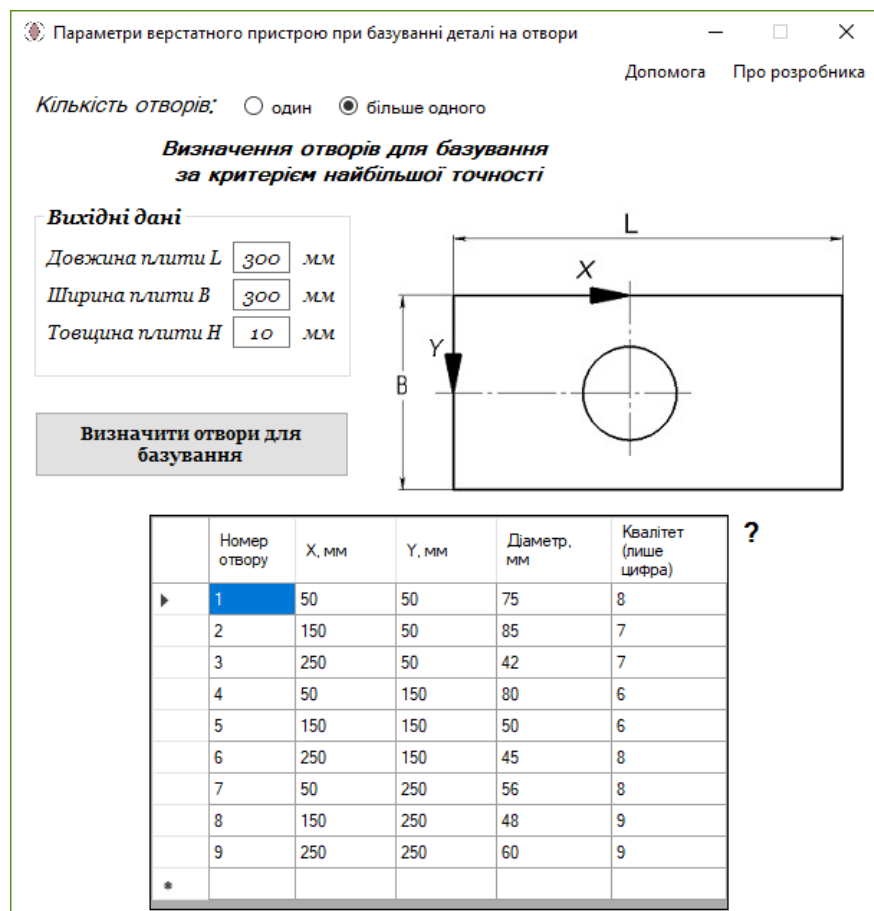 Параметри верстатного пристрою при базуванні деталі на отвори
Допомога Про розробника
Кількість отворів: один більше одного
Визначення отворів для базування
за критерієм найбільшої точності
Вихідні дані
Довжина плити L 300 мм
Ширина плити B 300 мм
Товщина плити H 10 мм
Визначити отвори для
базування
L
X
Y
B
?
Номер отвору X, мм Y, мм Діаметр, мм Квалітет (лише цифра)
1 50 50 75 8
2 150 50 85 7
3 250 50 42 7
4 50 150 80 6
5 150 150 50 6
6 250 150 45 8
7 50 250 56 8
8 150 250 48 9
9 250 250 60 9